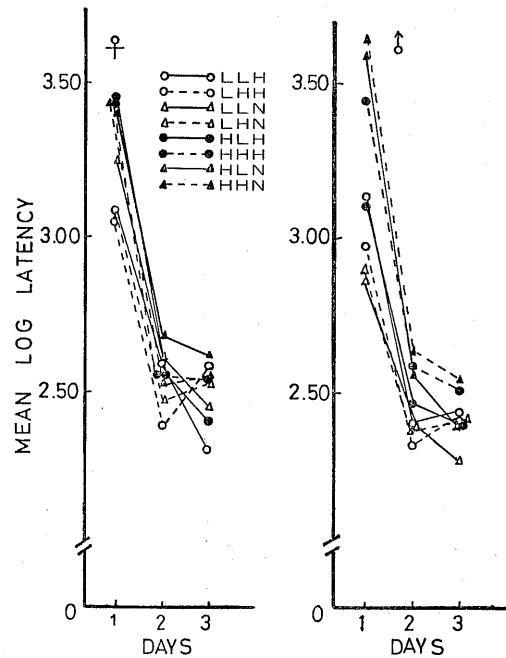 ♀ ♂
3.50 3.50
LLH
LHH
LLN
LHN
HLH
HHH
HLN
HHN
3.00 3.00
2.50 2.50
0 0
1 2 3 1 2 3
DAYS DAYS
MEAN LOG LATENCY